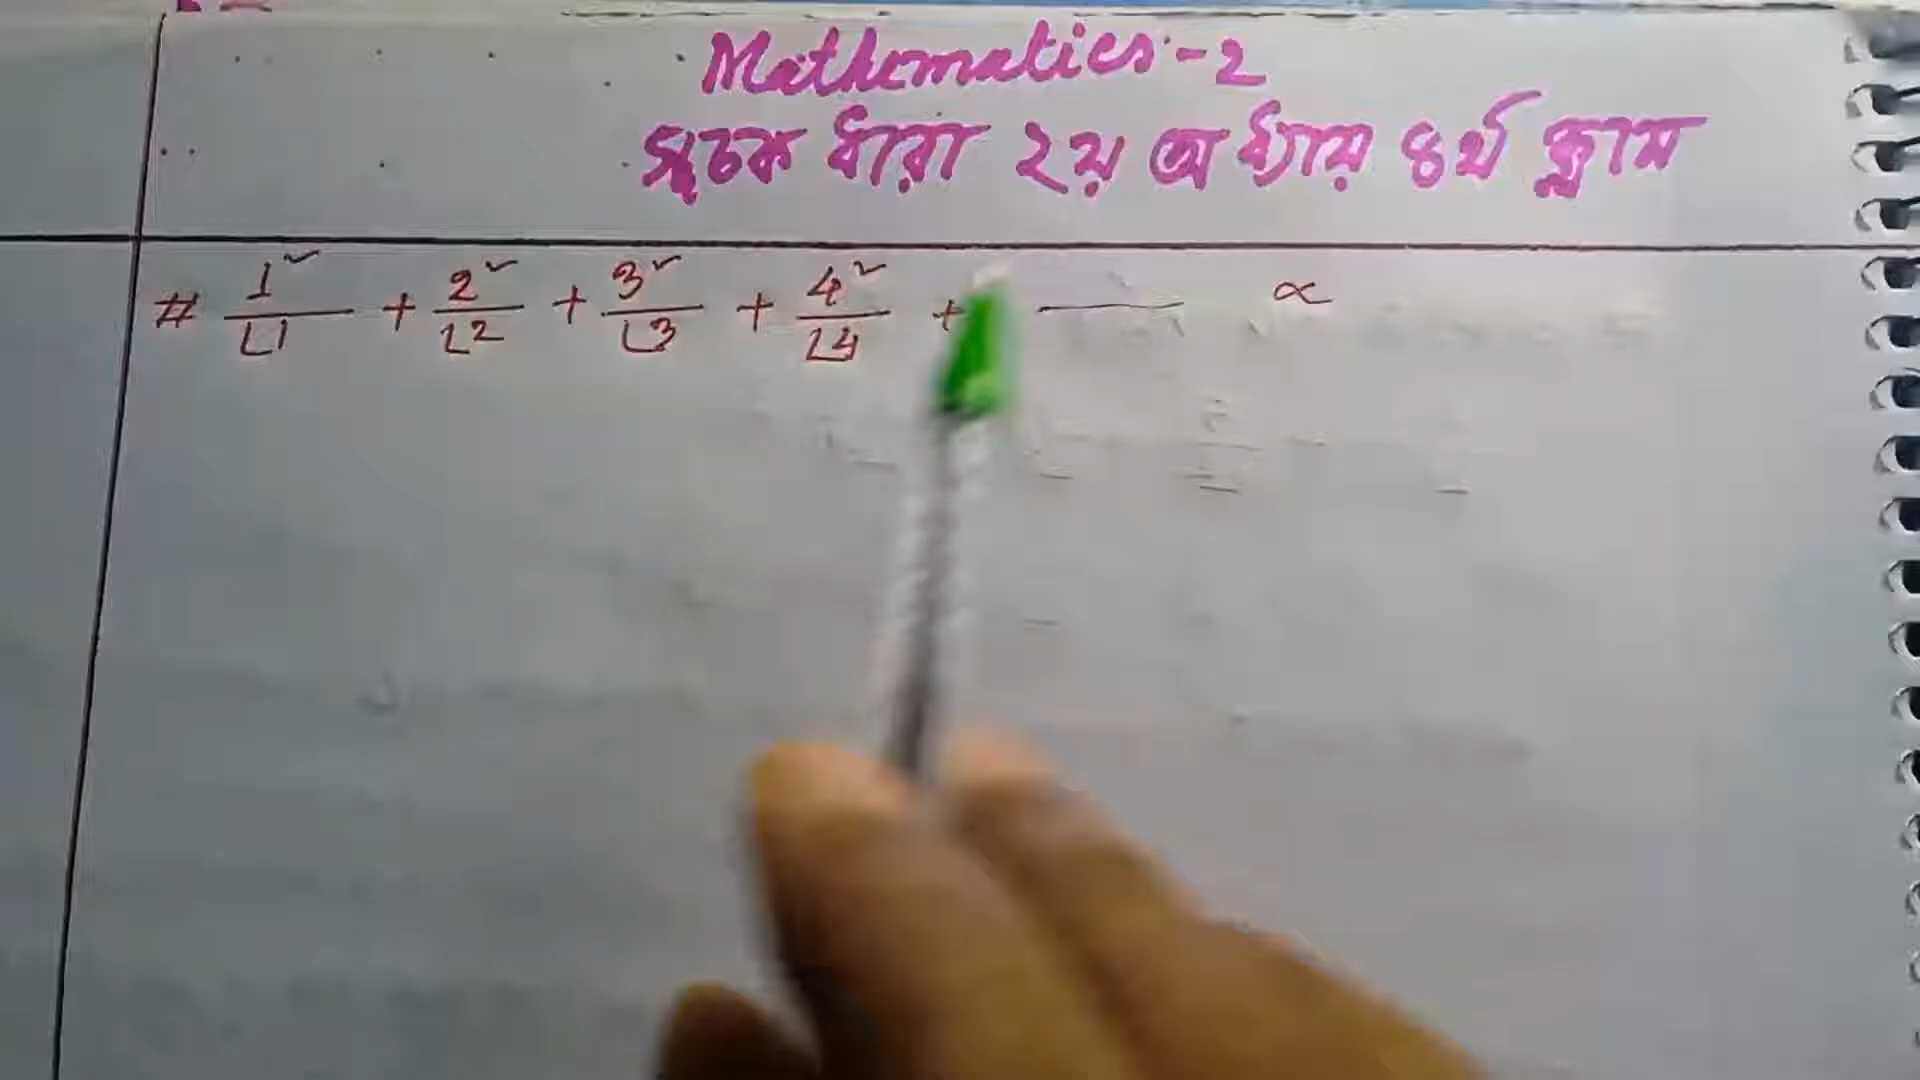 Mathematics-2
সূচক ধারা ২য় অধ্যায় ৪র্থ ক্লাস
# 1²/∟1 + 2²/∟2 + 3²/∟3 + 4²/∟4 + —— ∝